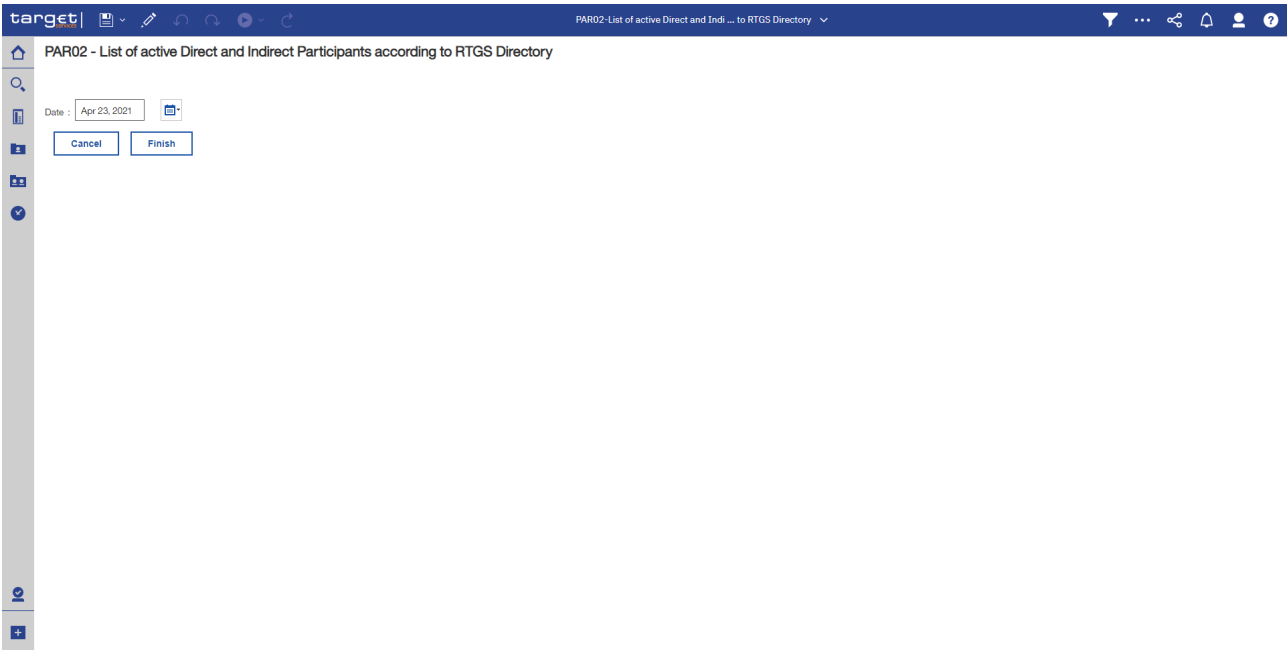 target|
SERVICES
PAR02-List of active Direct and Indi ... to RTGS Directory
PAR02 - List of active Direct and Indirect Participants according to RTGS Directory
Date : Apr 23, 2021
Cancel Finish